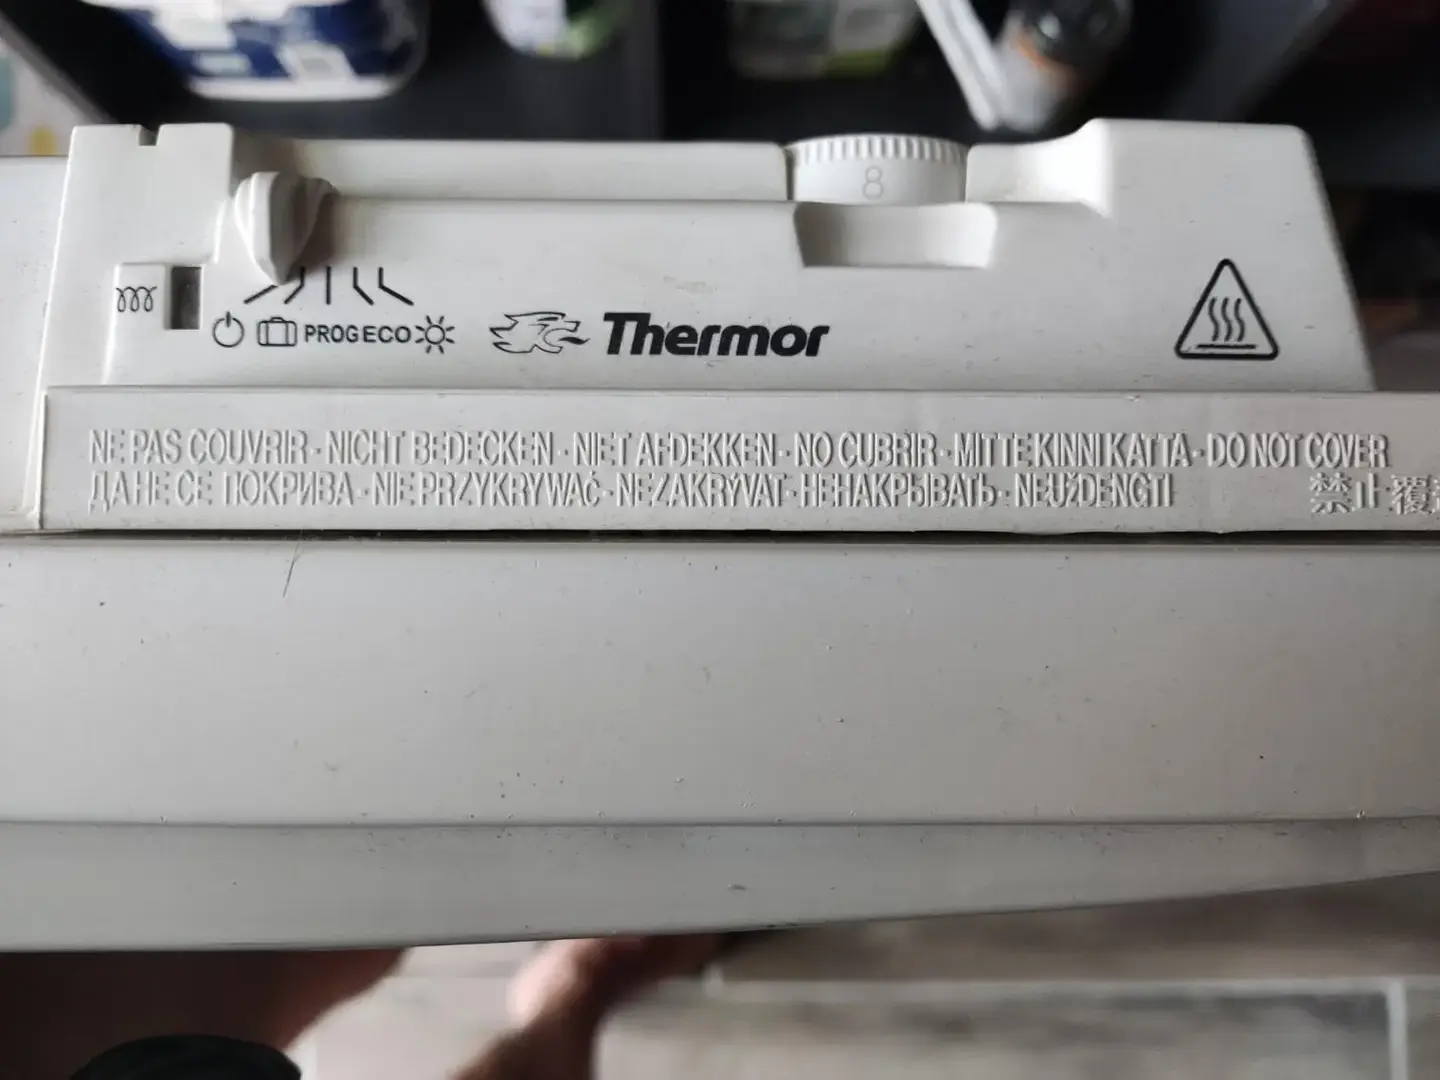 8
PROG ECO
Thermor
NE PAS COUVRIR · NICHT BEDECKEN · NIET AFDEKKEN · NO CUBRIR · MITTE KINNI KATTA · DO NOT COVER
ДА НЕ СЕ ПОКРИВА · NIE PRZYKRYWAĆ · NEZAKRÝVAT · НЕ НАКРЫВАТЬ · NEUŽDENGTI 禁止覆